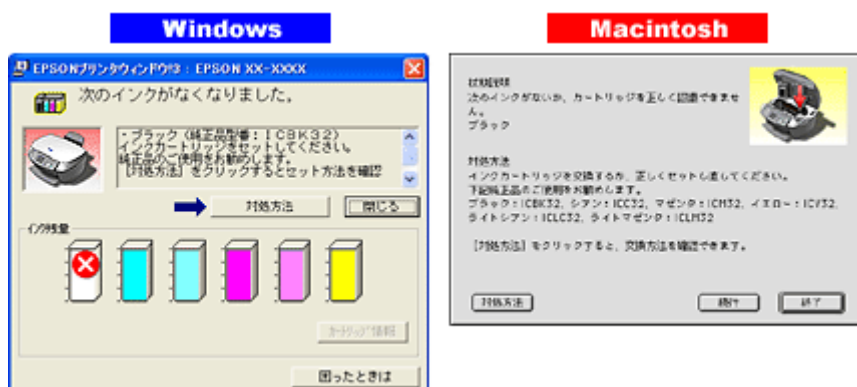 Windows
EPSONプリンタウィンドウ!3 : EPSON XX-XXXX
次のインクがなくなりました。
・ブラック（純正品型番：ICBK32）
インクカートリッジをセットしてください。
純正品のご使用をお勧めします。
［対処方法］をクリックするとセット方法を確認
対処方法
閉じる
インク残量
カートリッジ情報
困ったときは
Macintosh
状態説明
次のインクがないか、カートリッジを正しく認識できませ
ん。
ブラック
対処方法
インクカートリッジを交換するか、正しくセットし直してください。
下記純正品のご使用をお勧めします。
ブラック：ICBK32, シアン：ICC32, マゼンタ：ICM32, イエロー：ICY32,
ライトシアン：ICLC32, ライトマゼンタ：ICLM32
［対処方法］をクリックすると、交換方法を確認できます。
対処方法
続行
終了